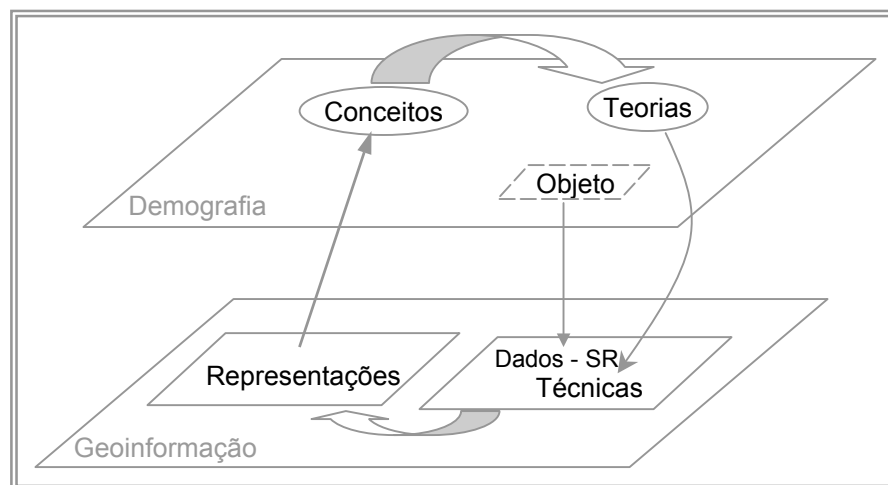 Conceitos
Teorias
Objeto
Demografia
Representações
Dados - SR
Técnicas
Geoinformação